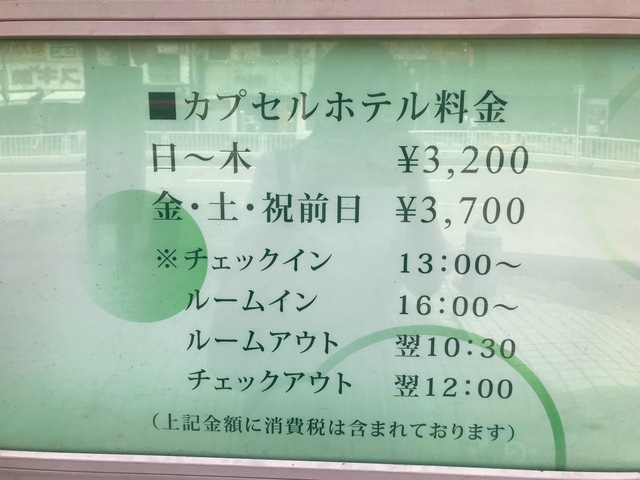 ■カプセルホテル料金
日～木 ¥3,200
金・土・祝前日 ¥3,700
※チェックイン 13:00～
ルームイン 16:00～
ルームアウト 翌10:30
チェックアウト 翌12:00
（上記金額に消費税は含まれております）